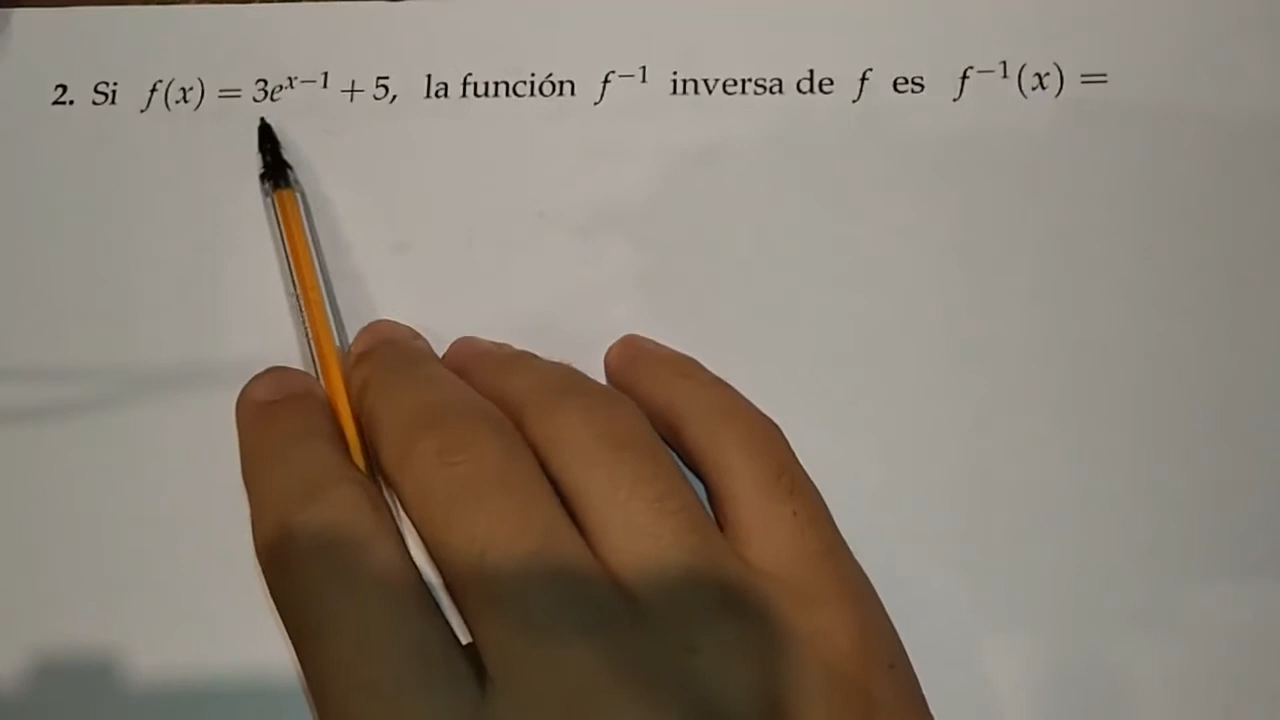 2. Si f(x) = 3e^{x-1} + 5, la función f^{-1} inversa de f es f^{-1}(x) =